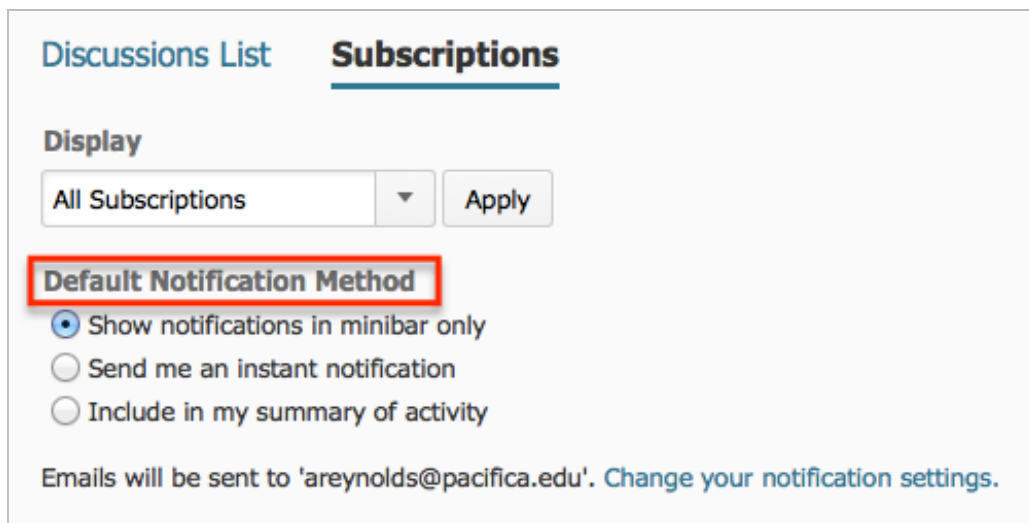 Discussions List Subscriptions
Display
All Subscriptions Apply
Default Notification Method
Show notifications in minibar only
Send me an instant notification
Include in my summary of activity
Emails will be sent to 'areynolds@pacifica.edu'. Change your notification settings.